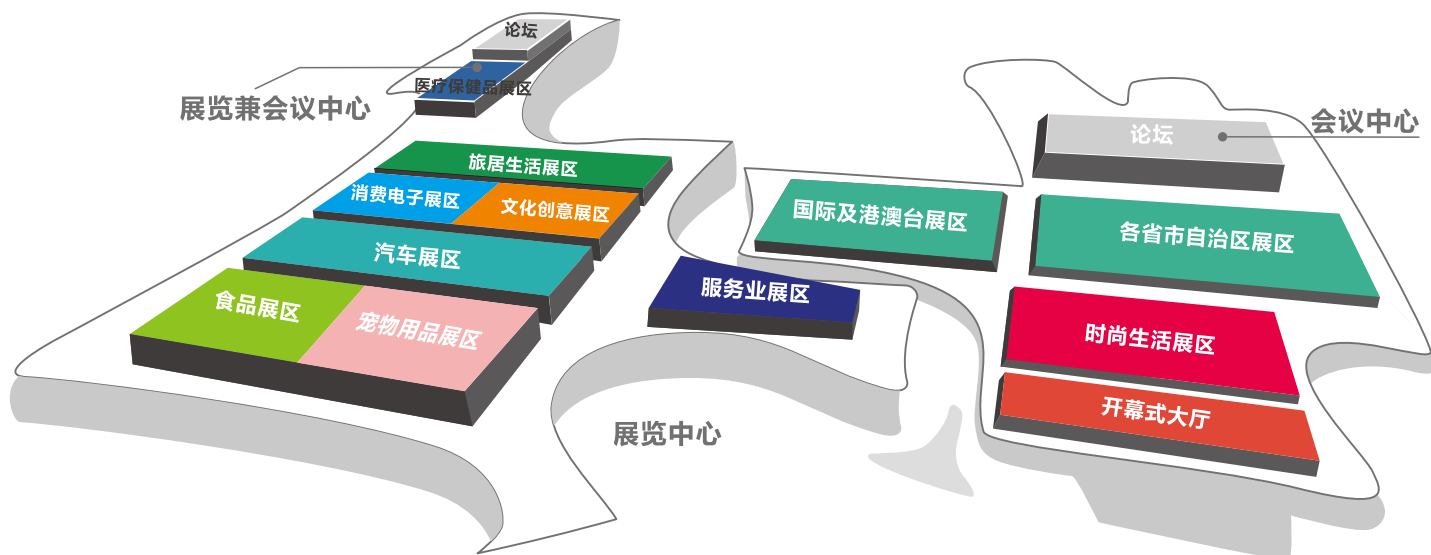 论坛
医疗保健品展区
展览兼会议中心
旅居生活展区
消费电子展区
文化创意展区
汽车展区
食品展区
宠物用品展区
服务业展区
展览中心
论坛
会议中心
国际及港澳台展区
各省市自治区展区
时尚生活展区
开幕式大厅